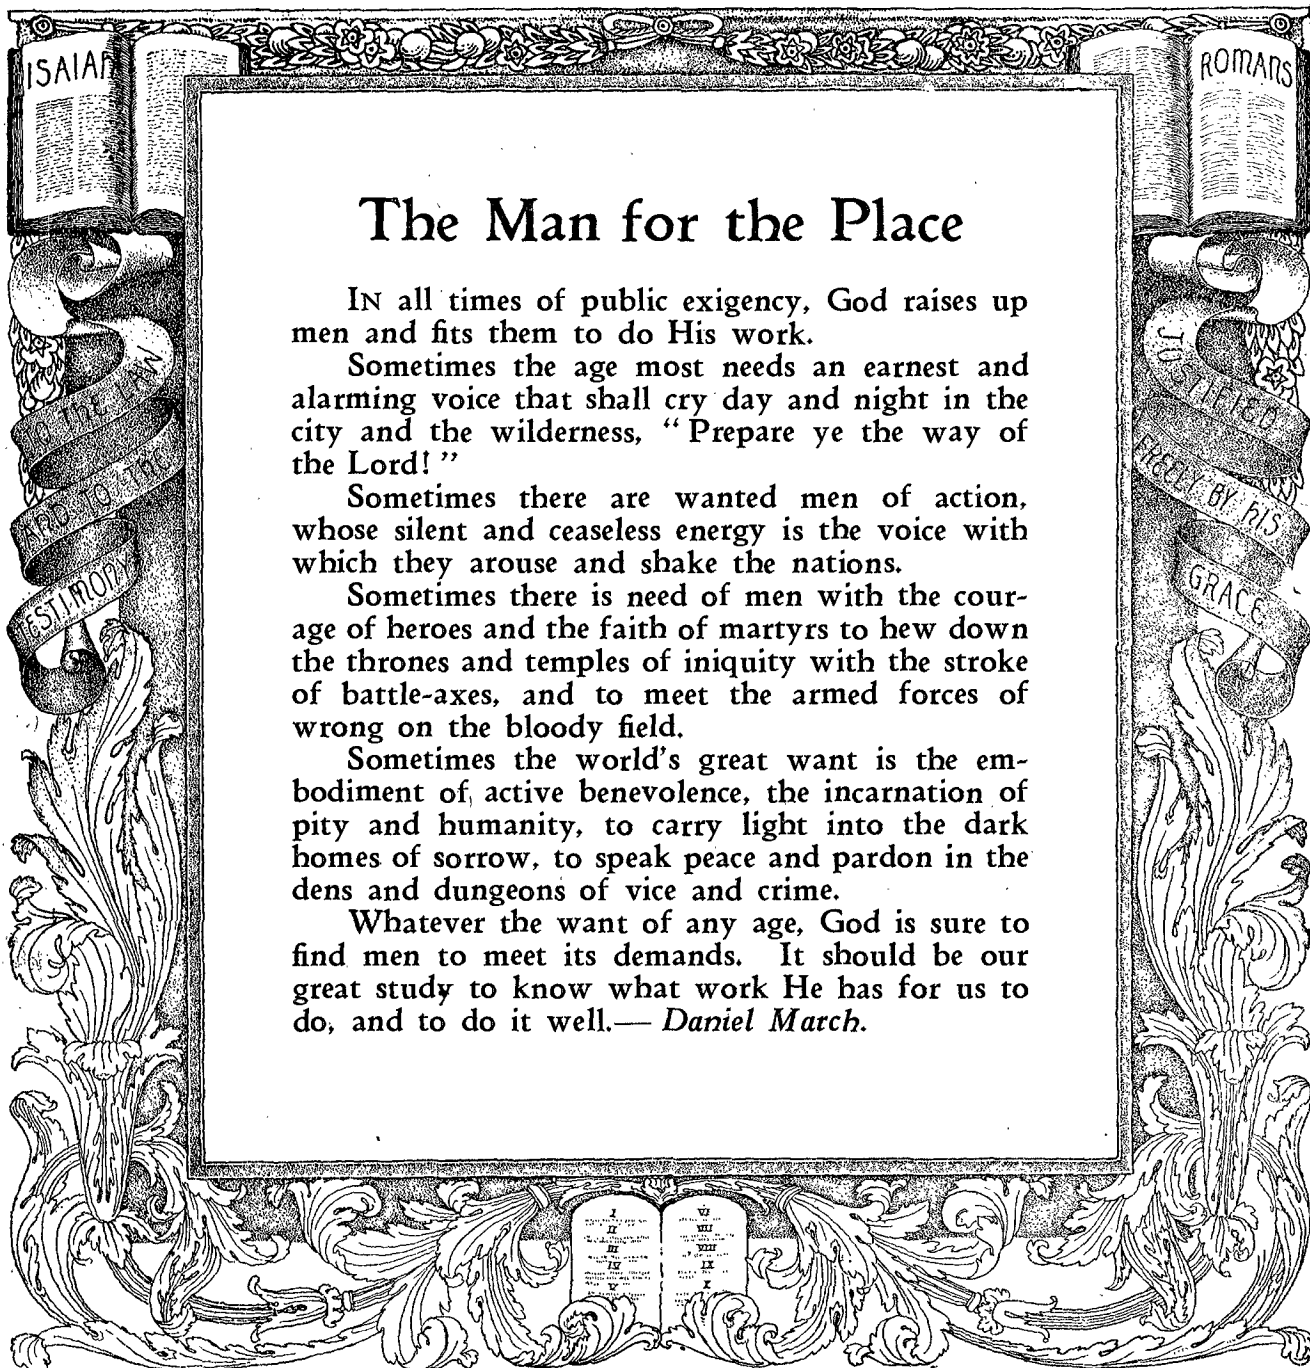 ISAIAH
ROMANS
The Man for the Place
IN all times of public exigency, God raises up
men and fits them to do His work.
Sometimes the age most needs an earnest and
alarming voice that shall cry day and night in the
city and the wilderness, “ Prepare ye the way of
the Lord! ”
Sometimes there are wanted men of action,
whose silent and ceaseless energy is the voice with
which they arouse and shake the nations.
Sometimes there is need of men with the cour-
age of heroes and the faith of martyrs to hew down
the thrones and temples of iniquity with the stroke
of battle-axes, and to meet the armed forces of
wrong on the bloody field.
Sometimes the world's great want is the em-
bodiment of active benevolence, the incarnation of
pity and humanity, to carry light into the dark
homes of sorrow, to speak peace and pardon in the
dens and dungeons of vice and crime.
Whatever the want of any age, God is sure to
find men to meet its demands. It should be our
great study to know what work He has for us to
do, and to do it well.— Daniel March.
TO THE LAW
AND TO THE
TESTIMONY
JUSTIFIED
FREELY BY HIS
GRACE
I
II
III
IV
V
VI
VII
VIII
IX
X